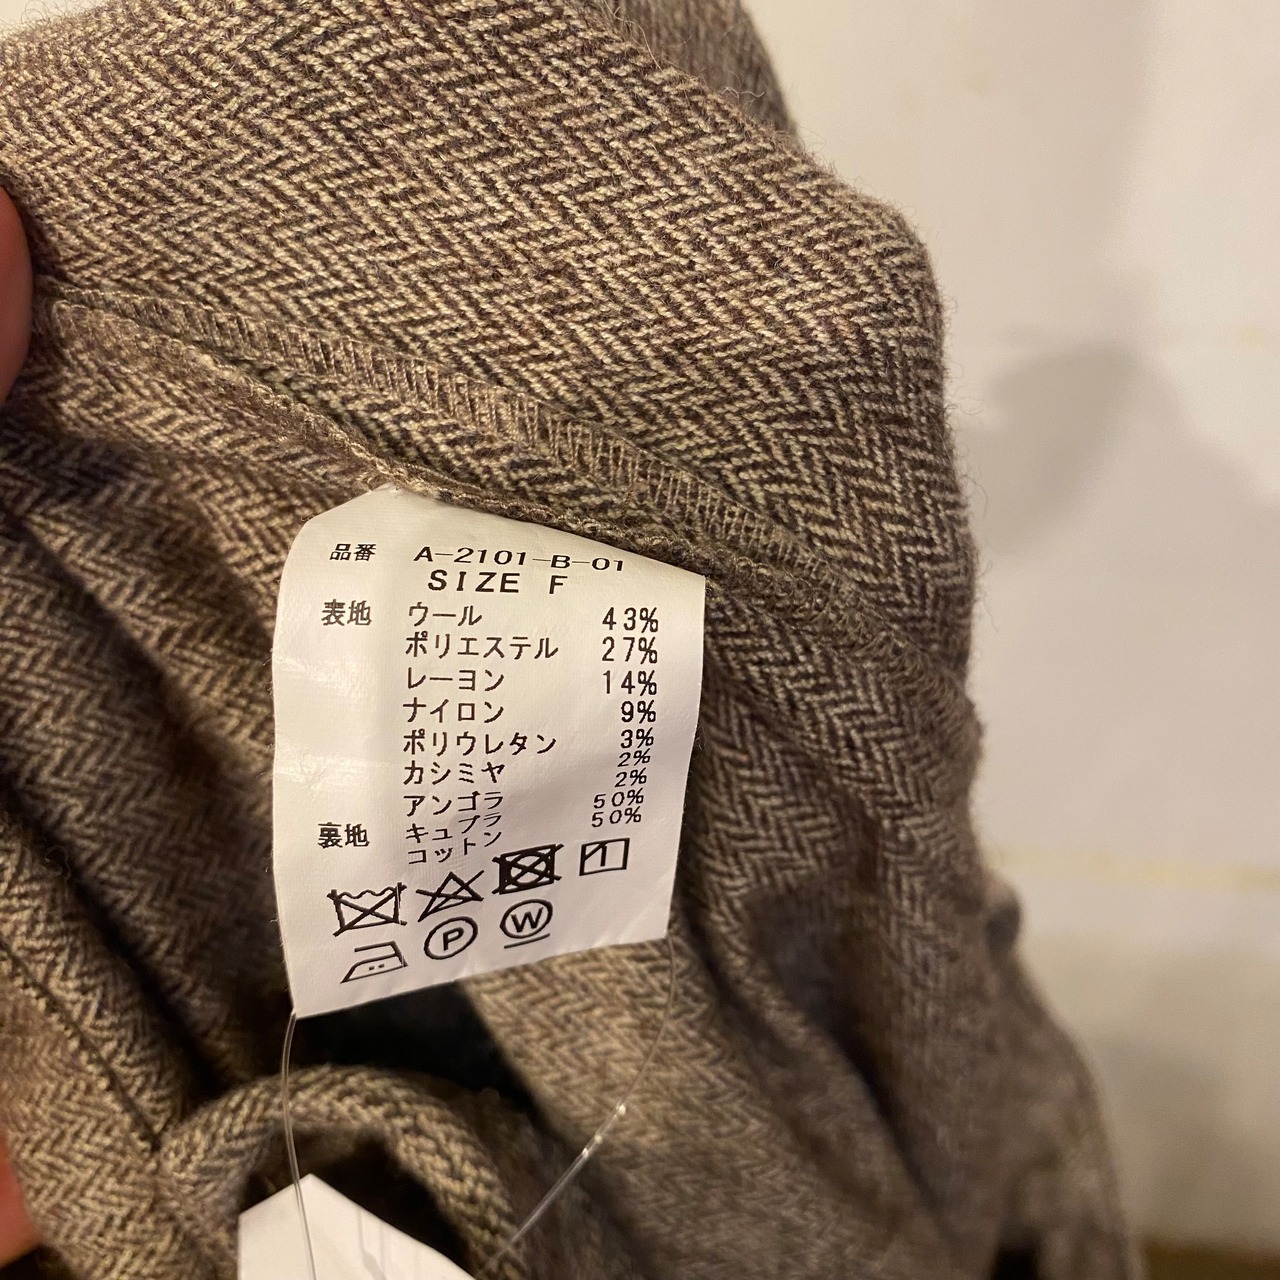 品番 A-2101-B-01
SIZE F
表地 ウール 43%
ポリエステル 27%
レーヨン 14%
ナイロン 9%
ポリウレタン 3%
カシミヤ 2%
アンゴラ 2%
裏地 キュプラ 50%
コットン 50%
P W